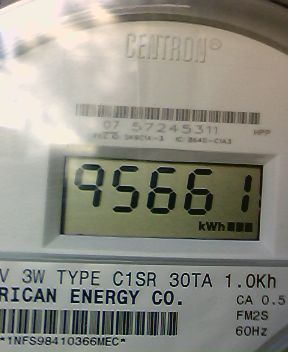 CENTRON®
07 57245311
HPP
95661
kWh
V 3W TYPE C1SR 30TA 1.0Kh
RICAN ENERGY CO.
CA 0.5
FM2S
60Hz
*1NFS98410366MEC*